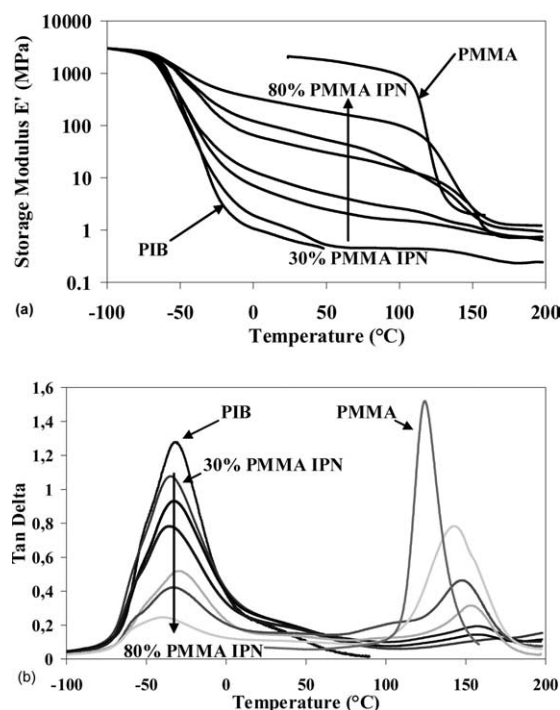 Storage Modulus E' (MPa)
10000
1000
100
10
1
0.1
PMMA
80% PMMA IPN
PIB
30% PMMA IPN
(a)
-100 -50 0 50 100 150 200
Temperature (°C)
Tan Delta
1,6
1,4
1,2
1
0,8
0,6
0,4
0,2
0
PIB
PMMA
30% PMMA IPN
80% PMMA IPN
(b)
-100 -50 0 50 100 150 200
Temperature (°C)